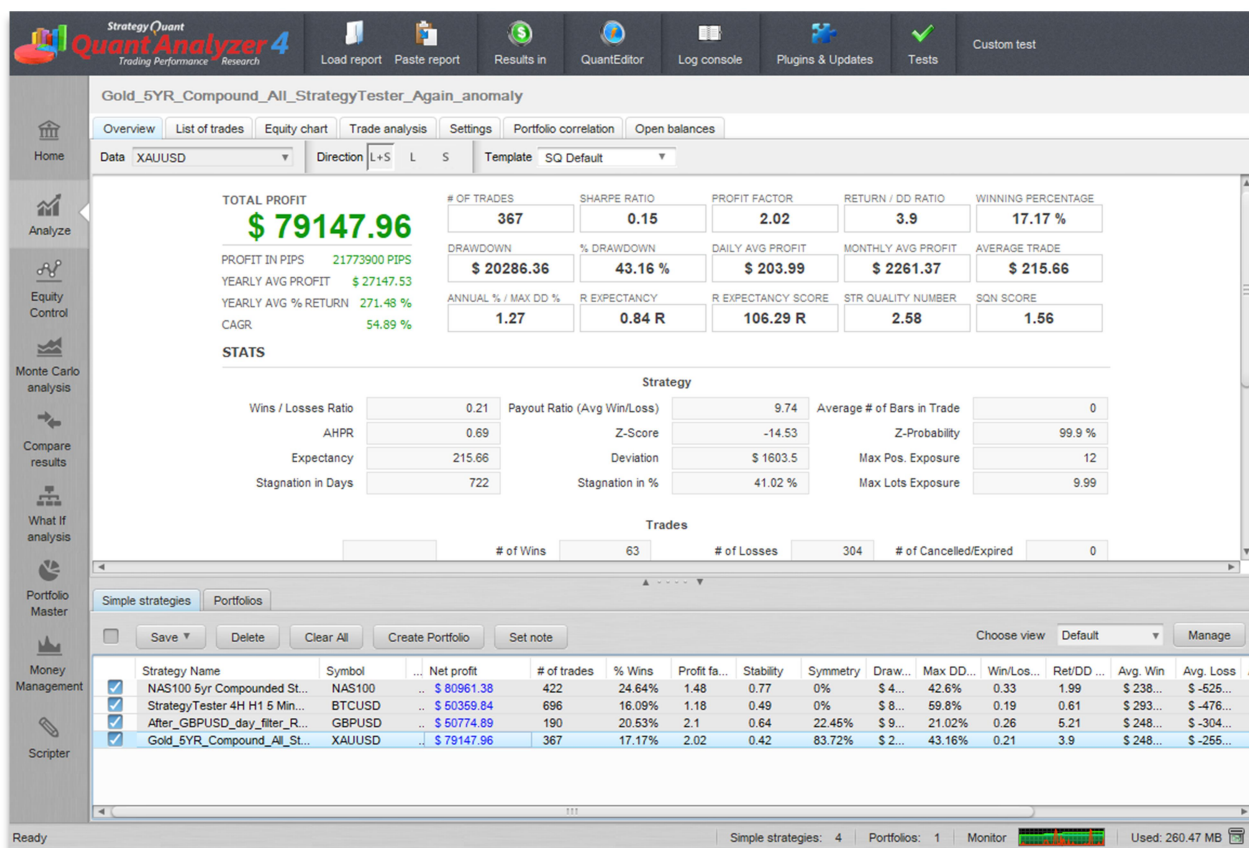 StrategyQuant
QuantAnalyzer 4
Trading Performance Research
Load report Paste report Results in QuantEditor Log console Plugins & Updates Tests Custom test
Gold_5YR_Compound_All_StrategyTester_Again_anomaly
Home
Analyze
Equity
Control
Monte Carlo
analysis
Compare
results
What If
analysis
Portfolio
Master
Money
Management
Scripter
Overview List of trades Equity chart Trade analysis Settings Portfolio correlation Open balances
Data XAUUSD Direction L+S L S Template SQ Default
TOTAL PROFIT
$ 79147.96
PROFIT IN PIPS 21773900 PIPS
YEARLY AVG PROFIT $ 27147.53
YEARLY AVG % RETURN 271.48 %
CAGR 54.89 %
# OF TRADES SHARPE RATIO PROFIT FACTOR RETURN / DD RATIO WINNING PERCENTAGE
367 0.15 2.02 3.9 17.17 %
DRAWDOWN % DRAWDOWN DAILY AVG PROFIT MONTHLY AVG PROFIT AVERAGE TRADE
$ 20286.36 43.16 % $ 203.99 $ 2261.37 $ 215.66
ANNUAL % / MAX DD % R EXPECTANCY R EXPECTANCY SCORE STR QUALITY NUMBER SQN SCORE
1.27 0.84 R 106.29 R 2.58 1.56
STATS
Strategy
Wins / Losses Ratio 0.21 Payout Ratio (Avg Win/Loss) 9.74 Average # of Bars in Trade 0
AHPR 0.69 Z-Score -14.53 Z-Probability 99.9 %
Expectancy 215.66 Deviation $ 1603.5 Max Pos. Exposure 12
Stagnation in Days 722 Stagnation in % 41.02 % Max Lots Exposure 9.99
Trades
# of Wins 63 # of Losses 304 # of Cancelled/Expired 0
Simple strategies Portfolios
Save Delete Clear All Create Portfolio Set note Choose view Default Manage
Strategy Name Symbol ... Net profit # of trades % Wins Profit fa... Stability Symmetry Draw... Max DD... Win/Los... Ret/DD ... Avg. Win Avg. Loss
NAS100 5yr Compounded St... NAS100 .. $ 80961.38 422 24.64% 1.48 0.77 0% $ 4... 42.6% 0.33 1.99 $ 238... $ -525...
StrategyTester 4H H1 5 Min... BTCUSD .. $ 50359.84 696 16.09% 1.18 0.49 0% $ 8... 59.8% 0.19 0.61 $ 293... $ -476...
After_GBPUSD_day_filter_R... GBPUSD .. $ 50774.89 190 20.53% 2.1 0.64 22.45% $ 9... 21.02% 0.26 5.21 $ 248... $ -304...
Gold_5YR_Compound_All_St... XAUUSD .. $ 79147.96 367 17.17% 2.02 0.42 83.72% $ 2... 43.16% 0.21 3.9 $ 248... $ -255...
Ready Simple strategies: 4 Portfolios: 1 Monitor Used: 260.47 MB